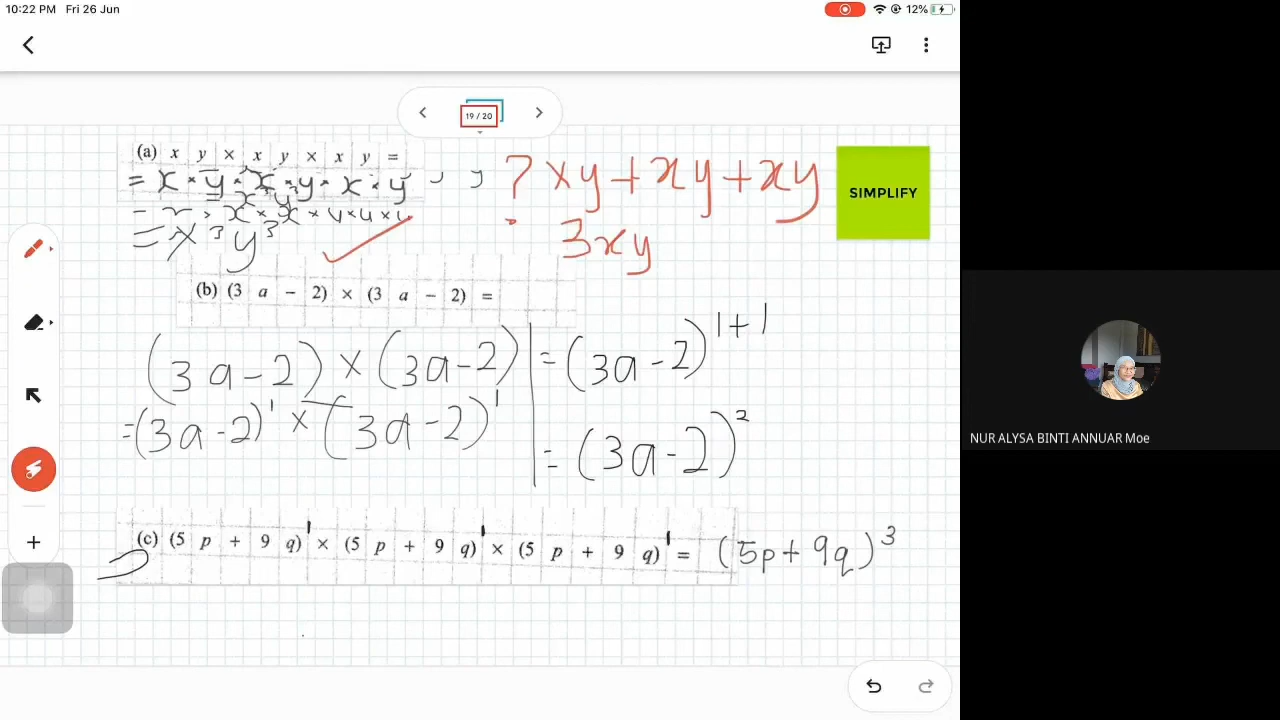 10:22 PM Fri 26 Jun
12%
19 / 20
(a) x y × x y × x y =
= x × y × x × y × x × y
? xy + xy + xy
SIMPLIFY
= x³y³
3xy
(b) (3 a − 2) × (3 a − 2) =
(3a-2) × (3a-2) = (3a-2)¹⁺¹
= (3a-2)¹ × (3a-2)¹
= (3a-2)²
(c) (5 p + 9 q)¹ × (5 p + 9 q)¹ × (5 p + 9 q)¹ = (5p+9q)³
NUR ALYSA BINTI ANNUAR Moe